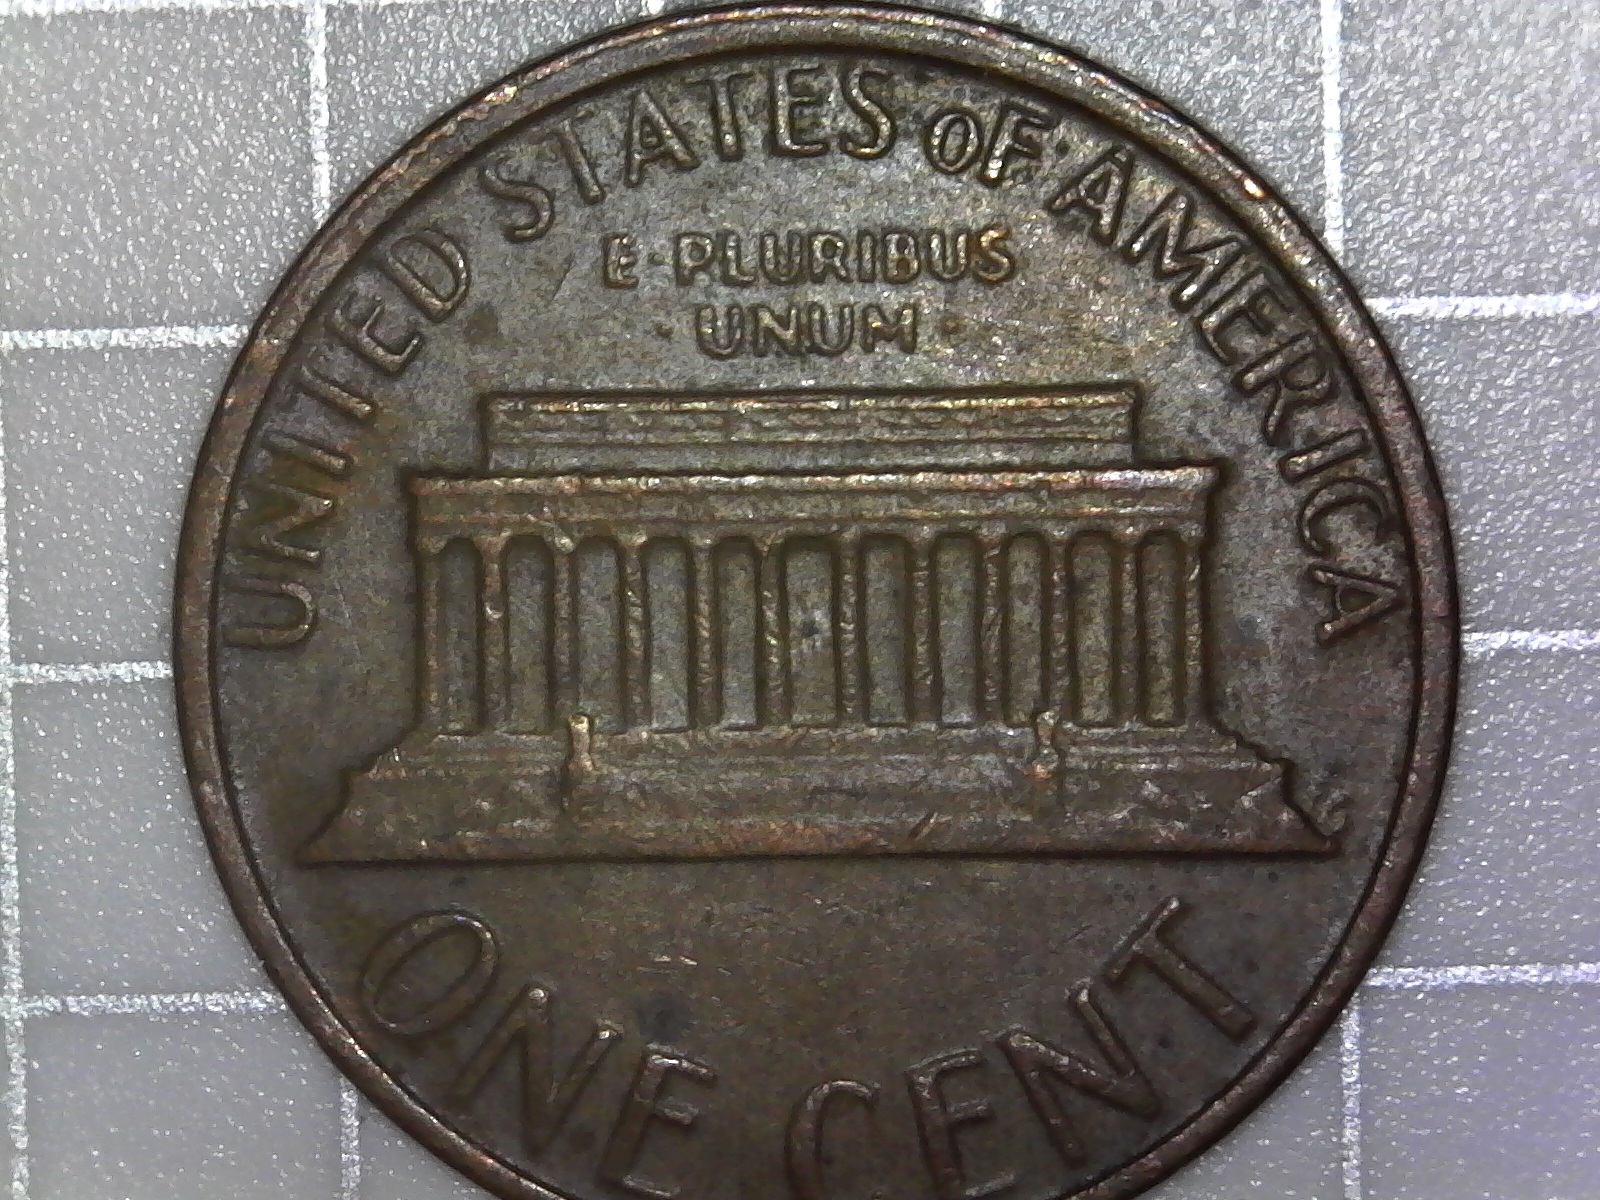 UNITED STATES OF AMERICA
E·PLURIBUS
·UNUM·
ONE CENT